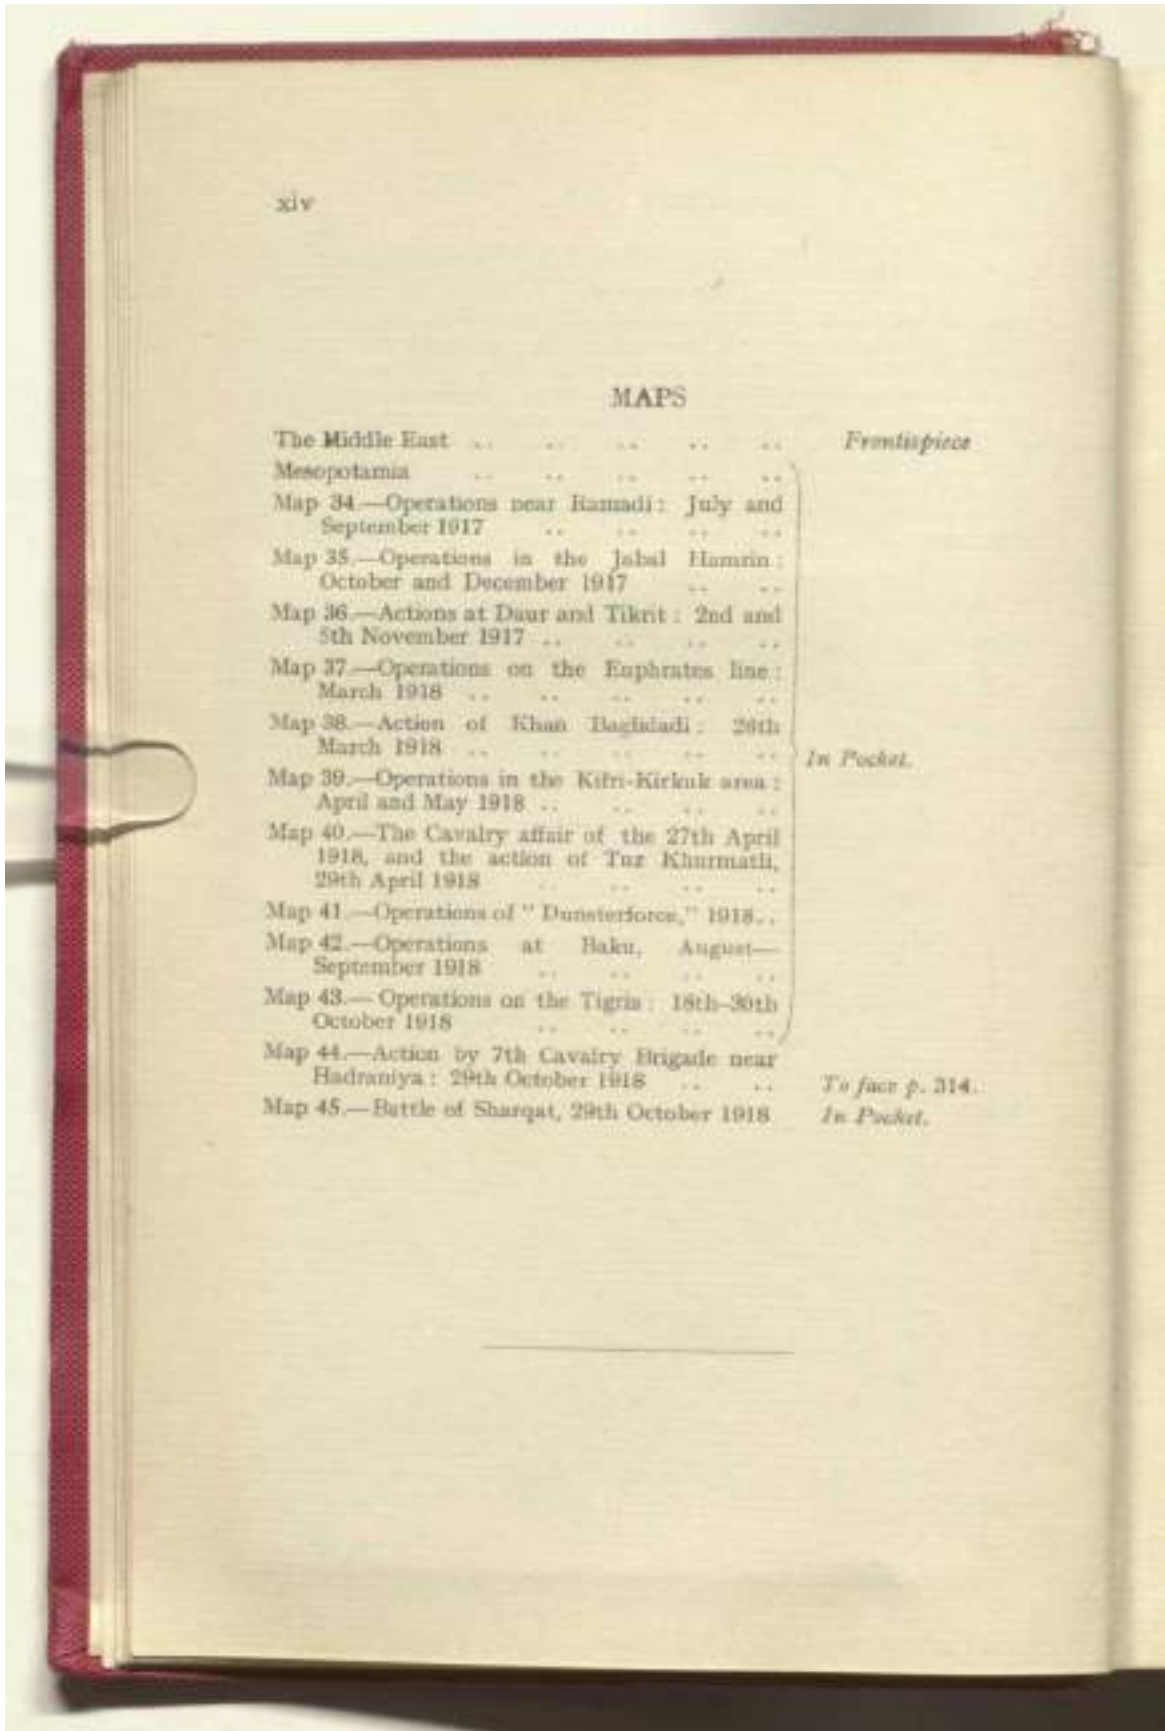 xiv
MAPS
The Middle East .. .. .. .. .. Frontispiece
Mesopotamia .. .. .. .. ..
Map 34.—Operations near Ramadi: July and
September 1917 .. .. .. ..
Map 35.—Operations in the Jabal Hamrin:
October and December 1917 .. ..
Map 36.—Actions at Daur and Tikrit: 2nd and
5th November 1917 .. .. .. ..
Map 37.—Operations on the Euphrates line:
March 1918 .. .. .. .. ..
Map 38.—Action of Khan Baghdadi: 26th
March 1918 .. .. .. .. ..
In Pocket.
Map 39.—Operations in the Kifri-Kirkuk area:
April and May 1918 .. .. .. ..
Map 40.—The Cavalry affair of the 27th April
1918, and the action of Tuz Khurmatli,
29th April 1918 .. .. .. ..
Map 41.—Operations of "Dunsterforce," 1918..
Map 42.—Operations at Baku, August—
September 1918 .. .. .. ..
Map 43.—Operations on the Tigris: 18th–30th
October 1918 .. .. .. ..
Map 44.—Action by 7th Cavalry Brigade near
Hadraniya: 29th October 1918 .. .. To face p. 314.
Map 45.—Battle of Sharqat, 29th October 1918 In Pocket.